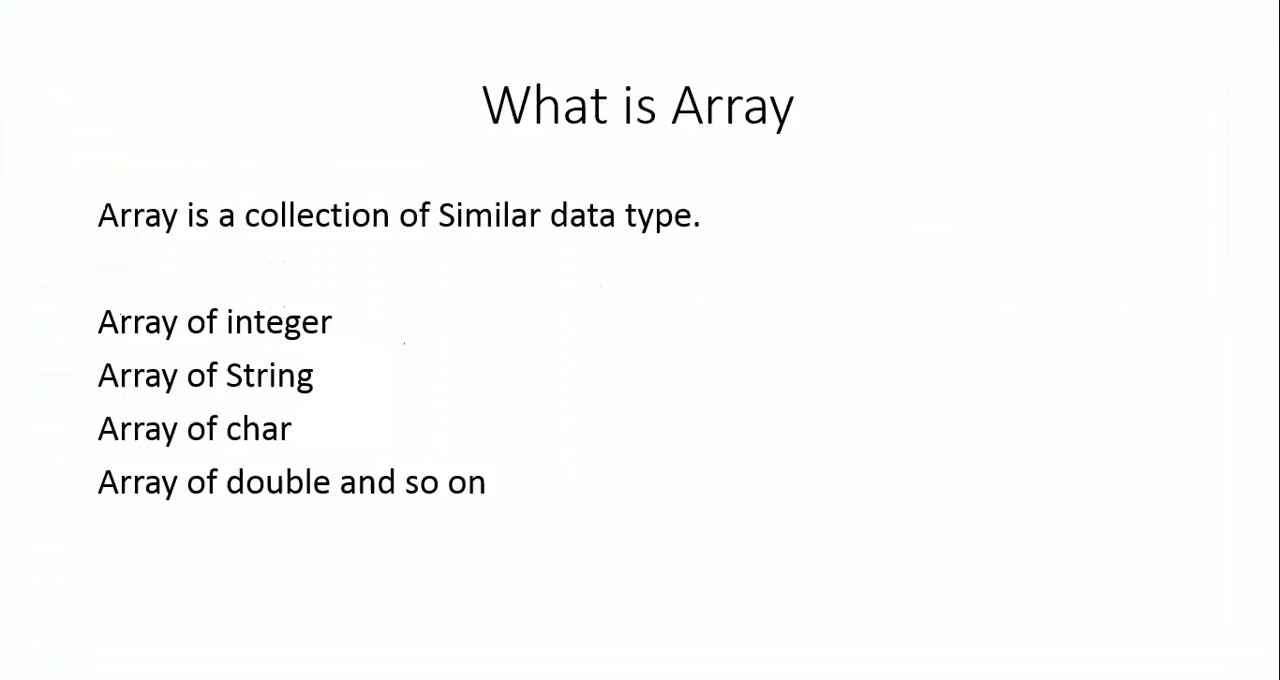 What is Array
Array is a collection of Similar data type.
Array of integer
Array of String
Array of char
Array of double and so on